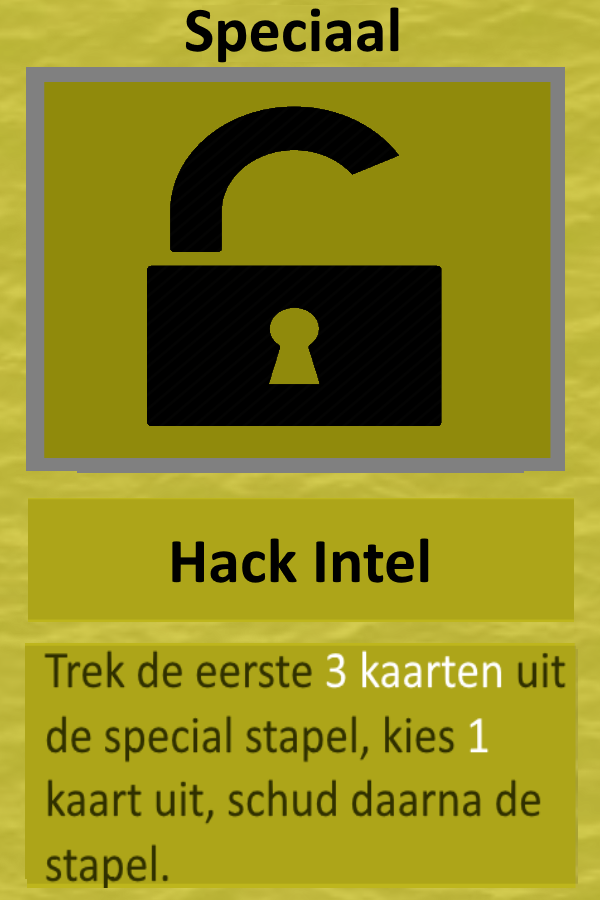 Speciaal
Hack Intel
Trek de eerste 3 kaarten uit
de special stapel, kies 1
kaart uit, schud daarna de
stapel.